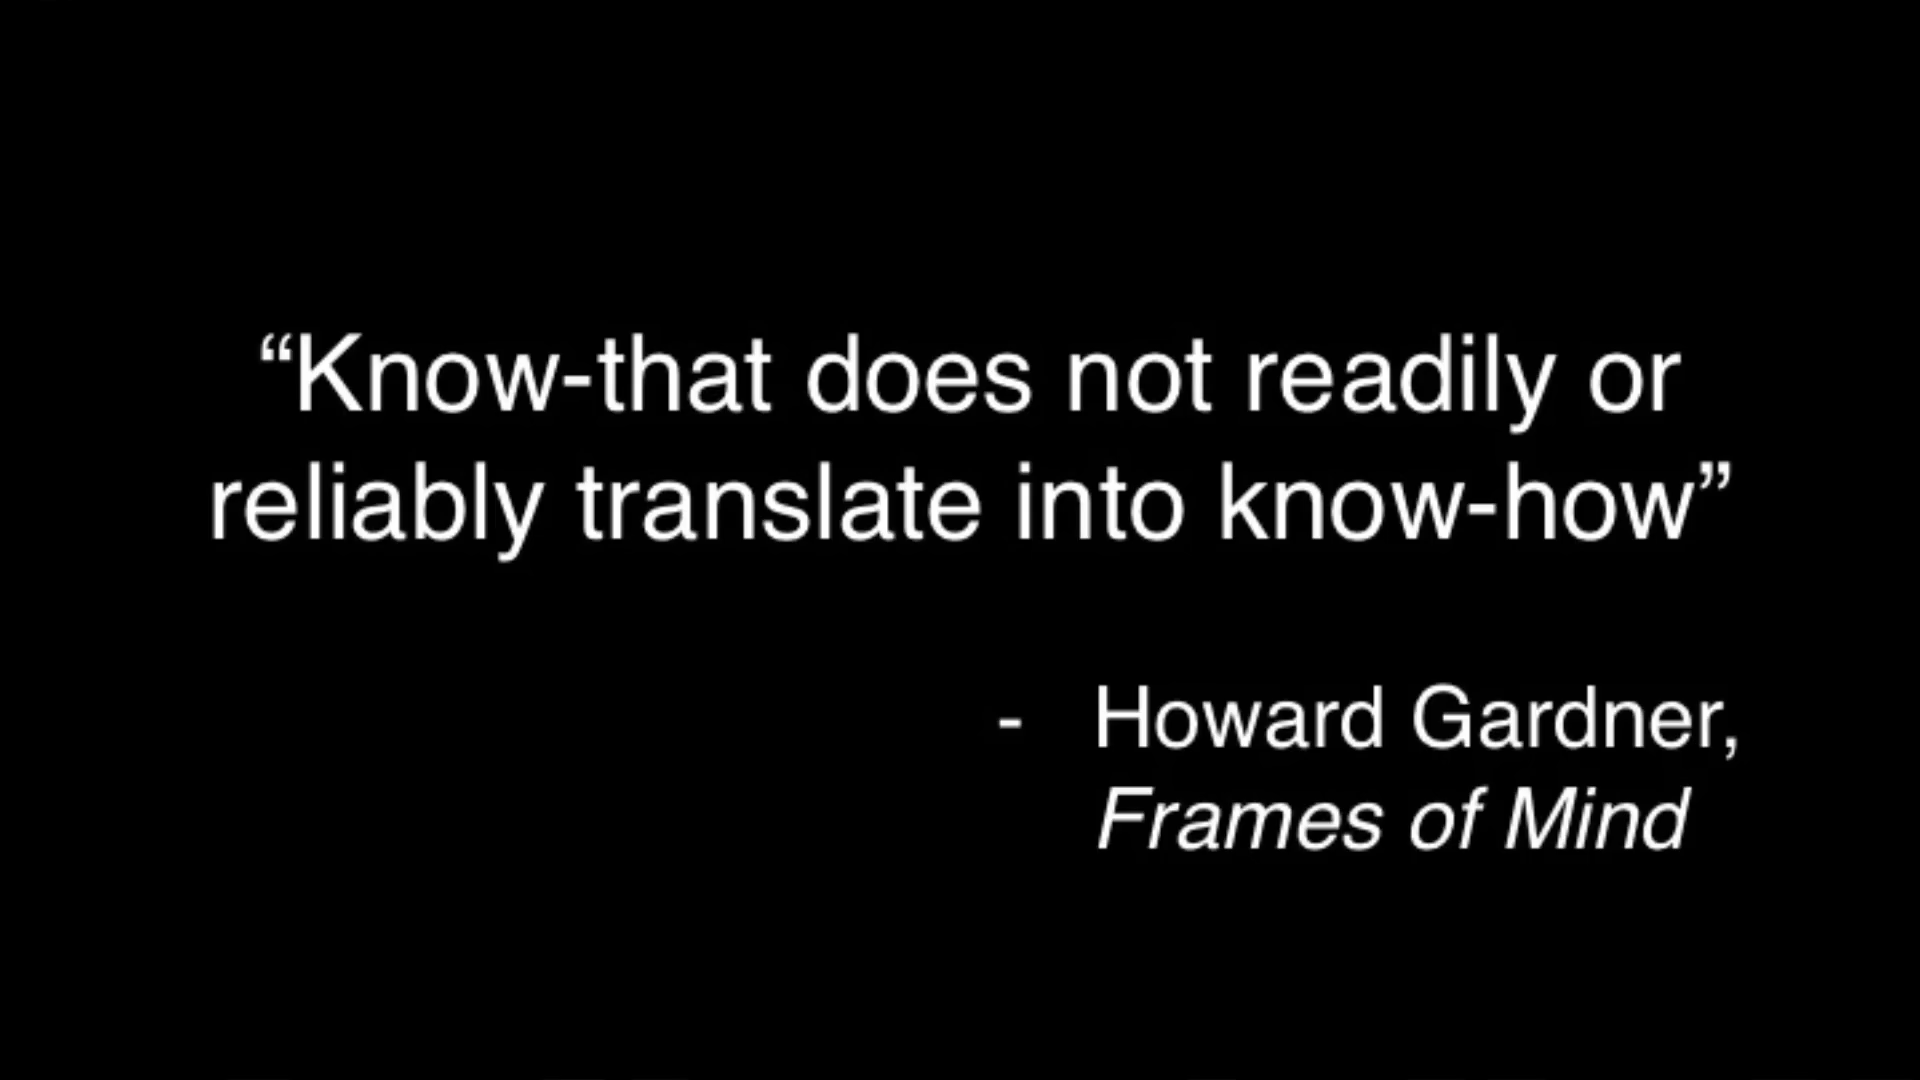 “Know-that does not readily or
reliably translate into know-how”
- Howard Gardner,
Frames of Mind